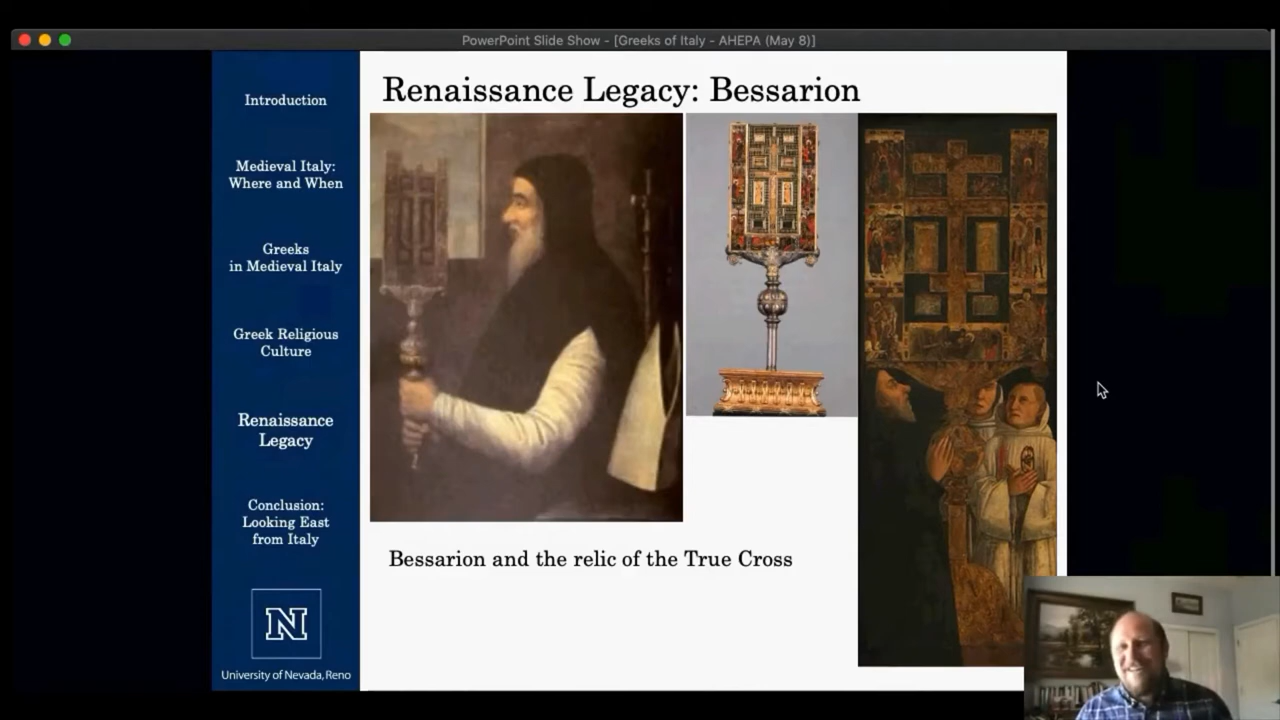 PowerPoint Slide Show - [Greeks of Italy - AHEPA (May 8)]
Introduction
Medieval Italy:
Where and When
Greeks
in Medieval Italy
Greek Religious
Culture
Renaissance
Legacy
Conclusion:
Looking East
from Italy
N
University of Nevada, Reno
Renaissance Legacy: Bessarion
Bessarion and the relic of the True Cross